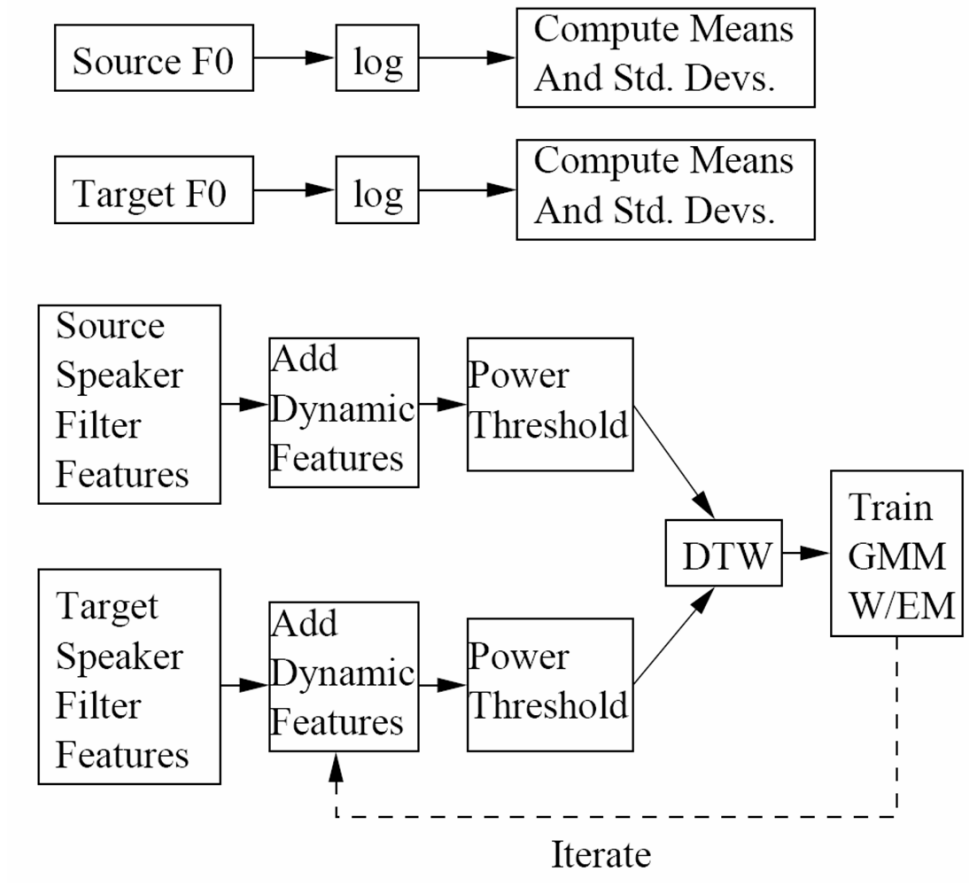 Source F0
log
Compute Means
And Std. Devs.
Target F0
log
Compute Means
And Std. Devs.
Source
Speaker
Filter
Features
Add
Dynamic
Features
Power
Threshold
Target
Speaker
Filter
Features
Add
Dynamic
Features
Power
Threshold
DTW
Train
GMM
W/EM
Iterate